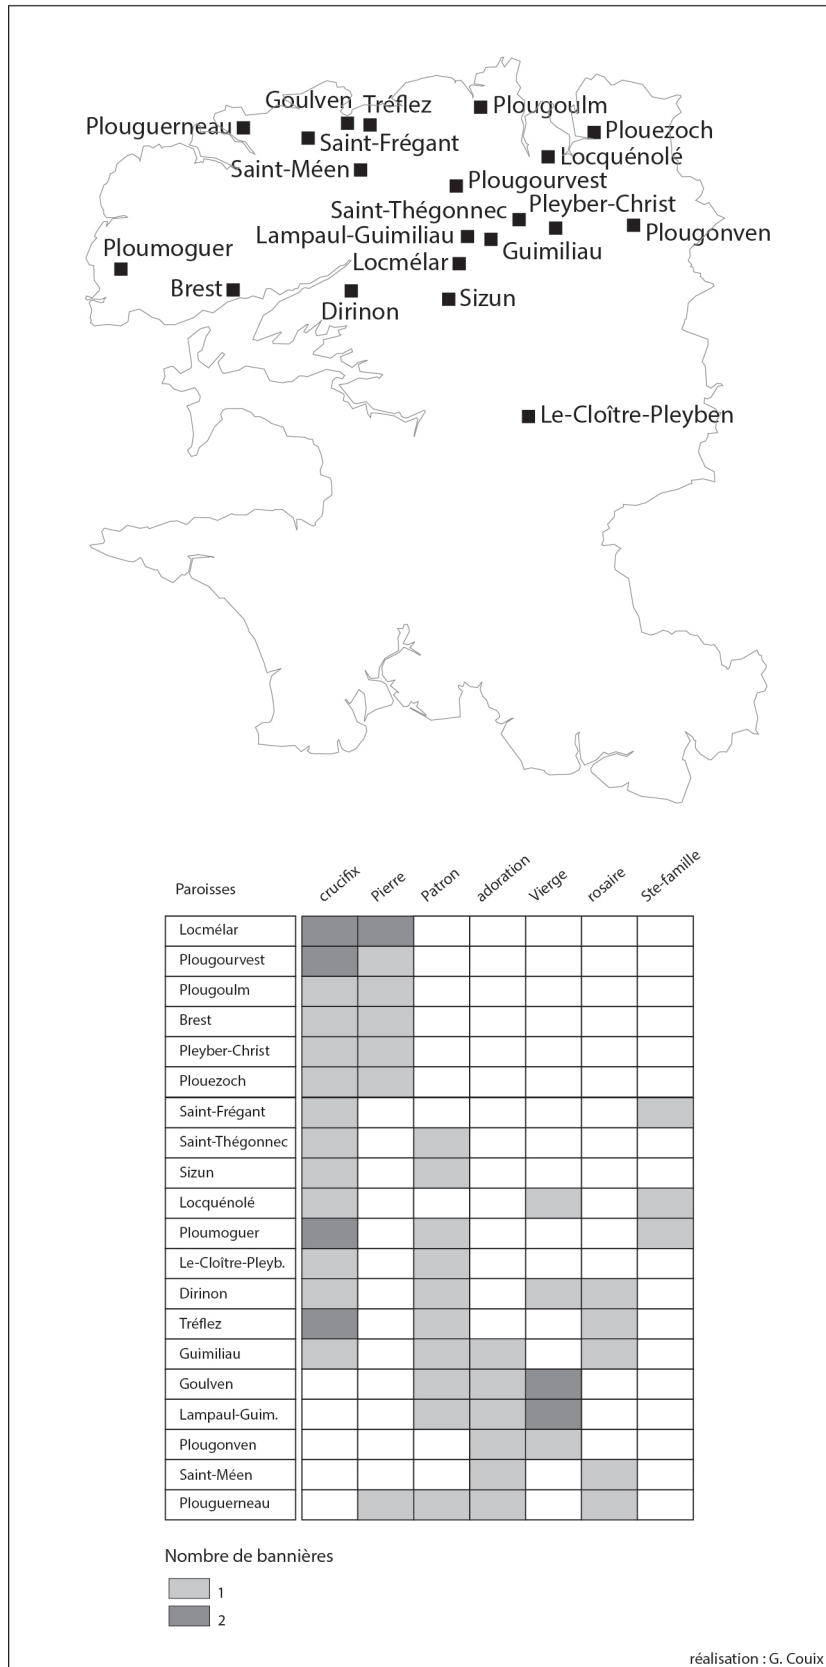 Goulven
Tréflez
Plougoulm
Plouguerneau
Plouezoch
Saint-Frégant
Locquénolé
Saint-Méen
Plougourvest
Saint-Thégonnec
Pleyber-Christ
Lampaul-Guimiliau
Plougonven
Ploumoguer
Guimiliau
Locmélar
Brest
Sizun
Dirinon
Le-Cloître-Pleyben
Paroisses crucifix Pierre Patron adoration Vierge rosaire Ste-famille
Locmélar
Plougourvest
Plougoulm
Brest
Pleyber-Christ
Plouezoch
Saint-Frégant
Saint-Thégonnec
Sizun
Locquénolé
Ploumoguer
Le-Cloître-Pleyb.
Dirinon
Tréflez
Guimiliau
Goulven
Lampaul-Guim.
Plougonven
Saint-Méen
Plouguerneau
Nombre de bannières
1
2
réalisation : G. Couix